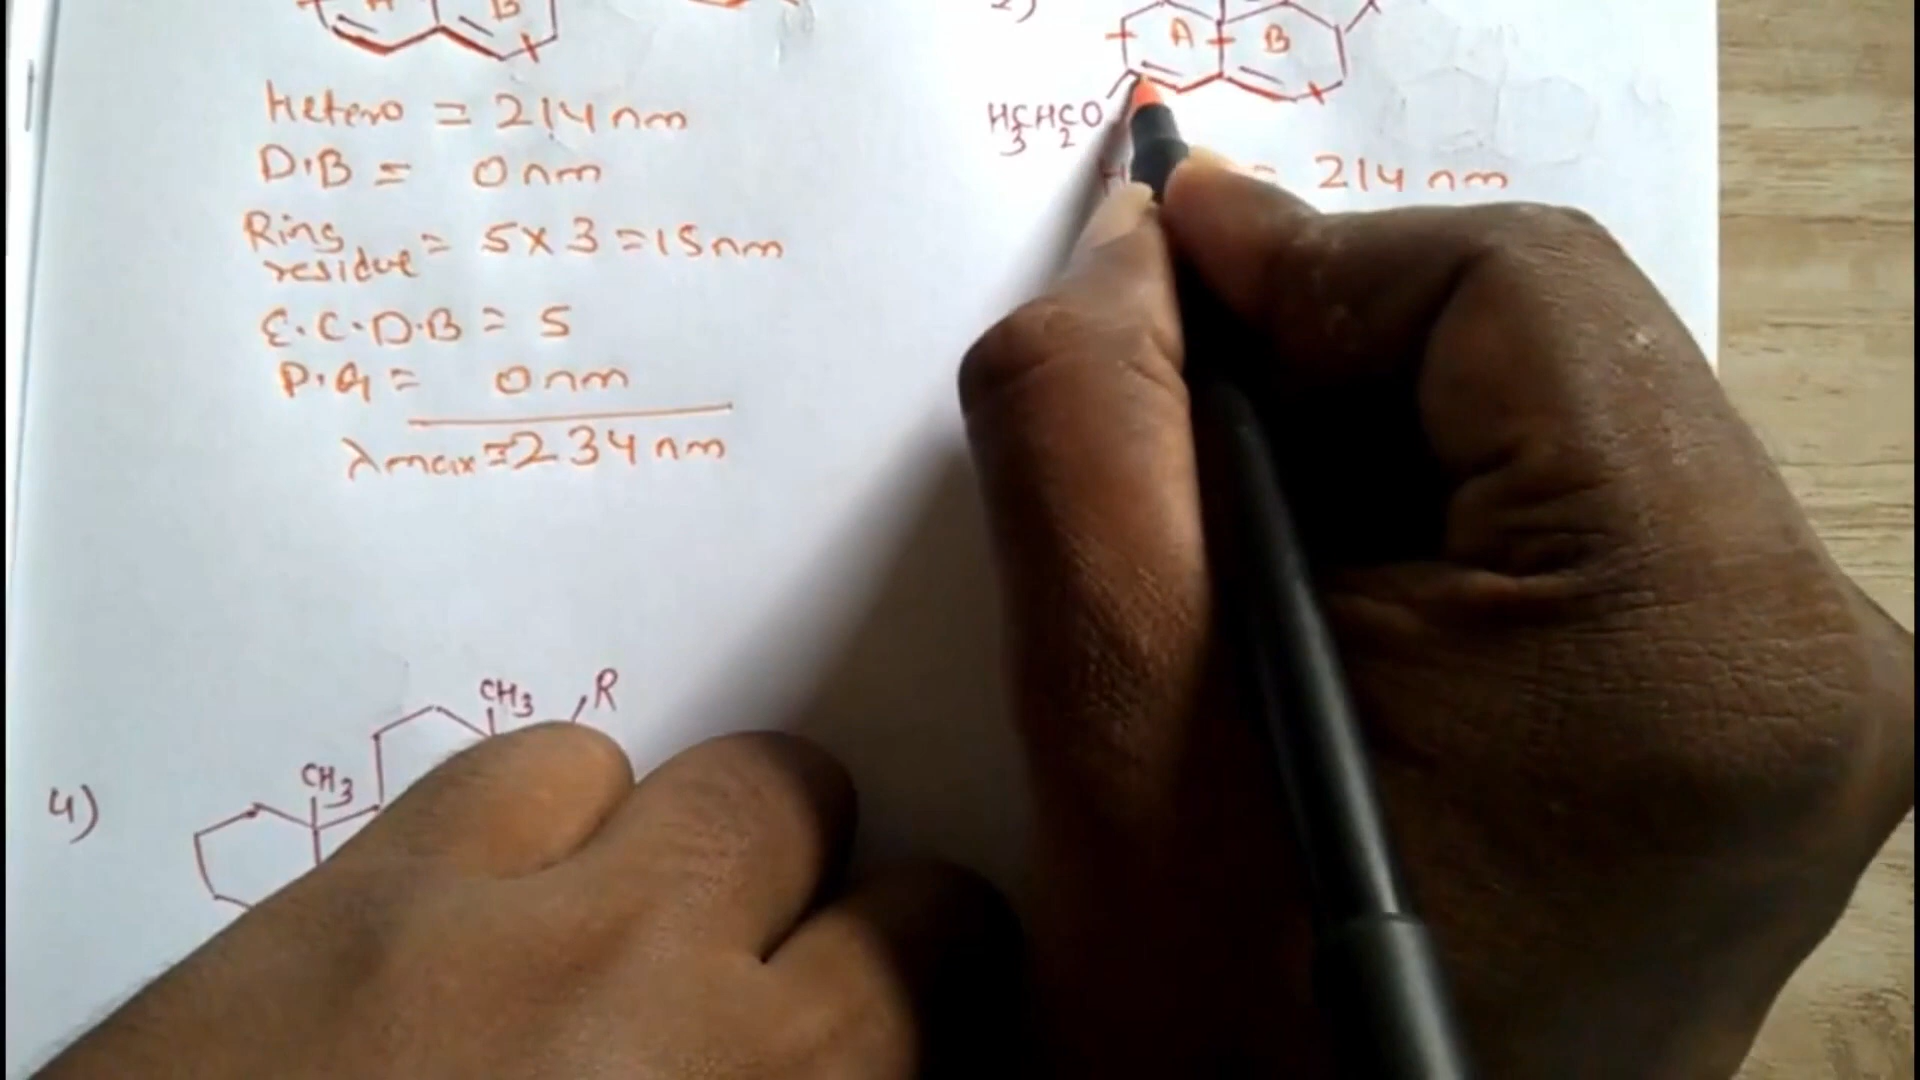 B
Hetero = 214 nm
D.B = 0 nm
Ring residue = 5 x 3 = 15 nm
E.C.D.B = 5
P.G = 0 nm
λmax = 234 nm
2)
A B
H3CH2CO
= 214 nm
4)
CH3
CH3
R